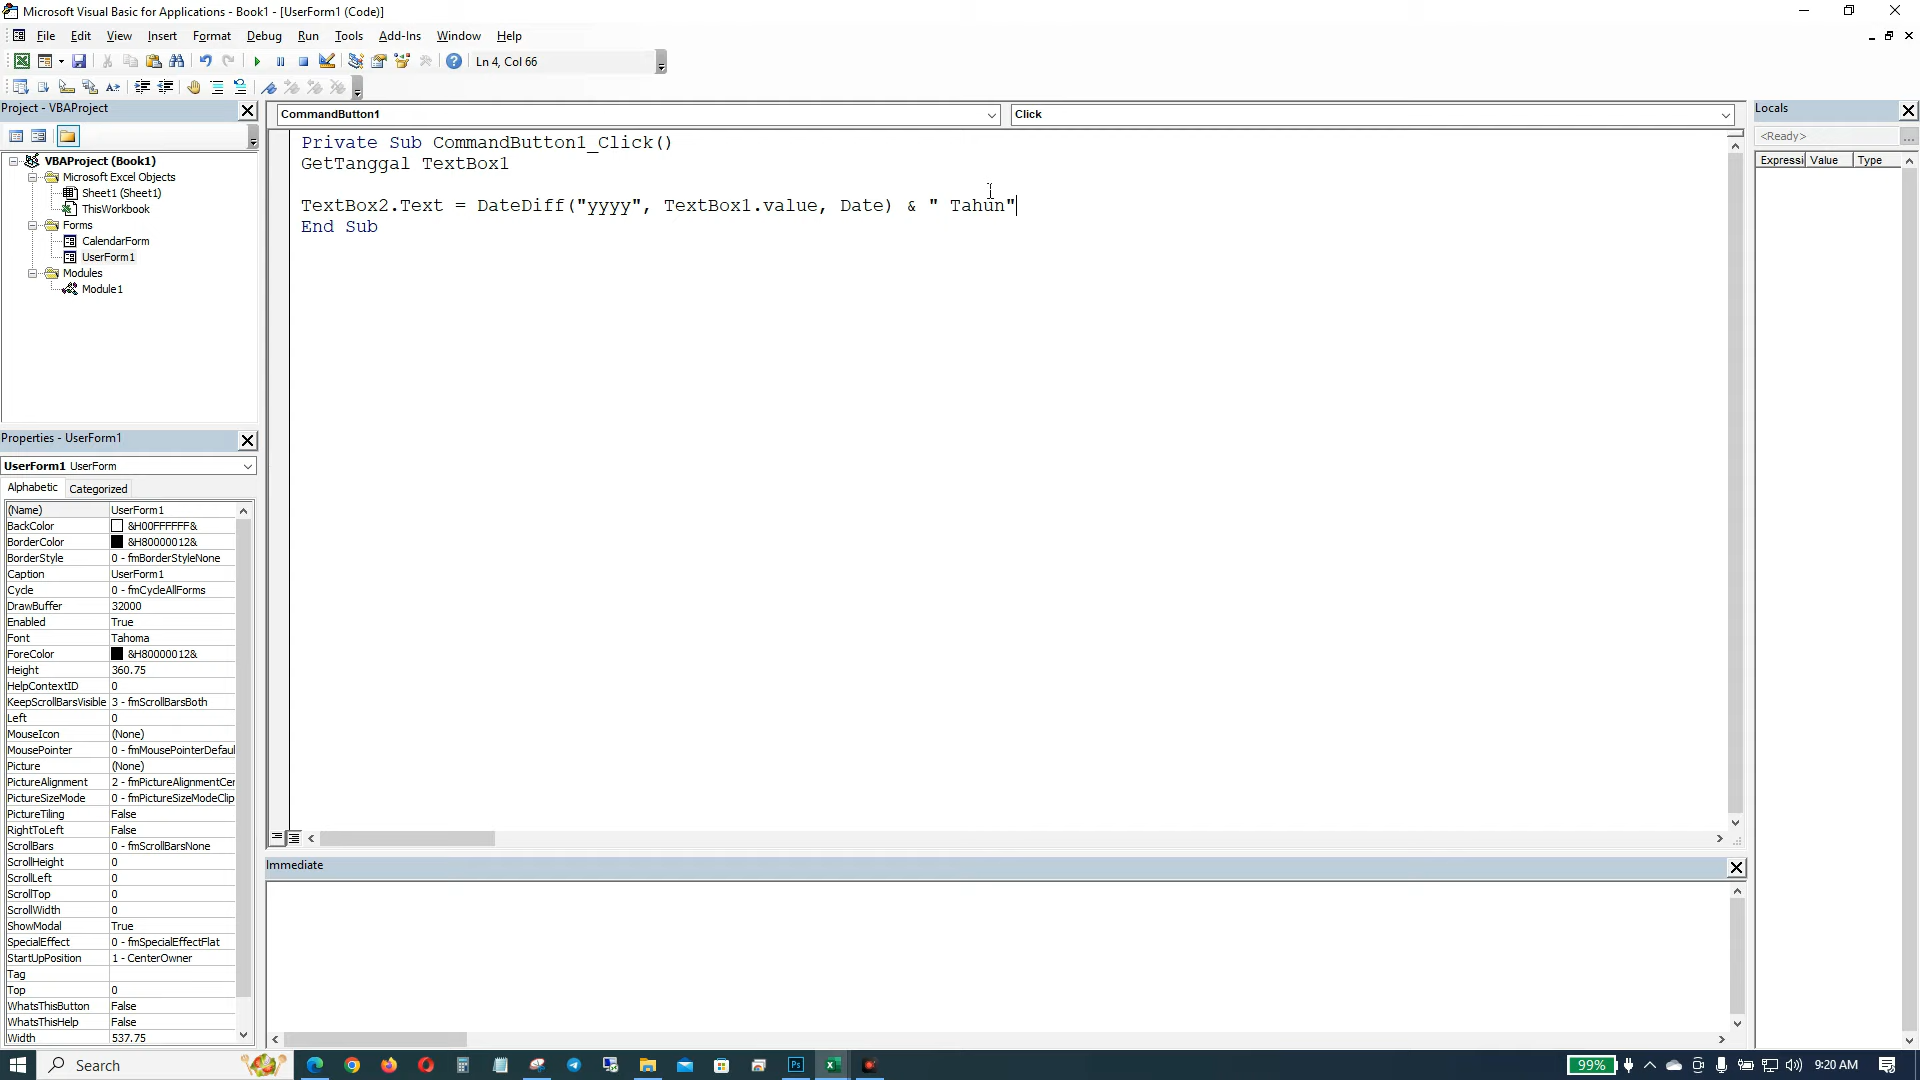 Microsoft Visual Basic for Applications - Book1 - [UserForm1 (Code)]
File Edit View Insert Format Debug Run Tools Add-Ins Window Help
Ln 4, Col 66
Project - VBAProject
CommandButton1
Click
Locals
<Ready>
Expressi Value Type
VBAProject (Book1)
Microsoft Excel Objects
Sheet1 (Sheet1)
ThisWorkbook
Forms
CalendarForm
UserForm1
Modules
Module1
Private Sub CommandButton1_Click()
GetTanggal TextBox1
TextBox2.Text = DateDiff("yyyy", TextBox1.value, Date) & " Tahun"
End Sub
Properties - UserForm1
UserForm1 UserForm
Alphabetic Categorized
(Name) UserForm1
BackColor &H00FFFFFF&
BorderColor &H80000012&
BorderStyle 0 - fmBorderStyleNone
Caption UserForm1
Cycle 0 - fmCycleAllForms
DrawBuffer 32000
Enabled True
Font Tahoma
ForeColor &H80000012&
Height 360.75
HelpContextID 0
KeepScrollBarsVisible 3 - fmScrollBarsBoth
Left 0
MouseIcon (None)
MousePointer 0 - fmMousePointerDefaul
Picture (None)
PictureAlignment 2 - fmPictureAlignmentCer
PictureSizeMode 0 - fmPictureSizeModeClip
PictureTiling False
RightToLeft False
ScrollBars 0 - fmScrollBarsNone
ScrollHeight 0
ScrollLeft 0
ScrollTop 0
ScrollWidth 0
ShowModal True
SpecialEffect 0 - fmSpecialEffectFlat
StartUpPosition 1 - CenterOwner
Tag
Top 0
WhatsThisButton False
WhatsThisHelp False
Width 537.75
Immediate
Search
99%
9:20 AM